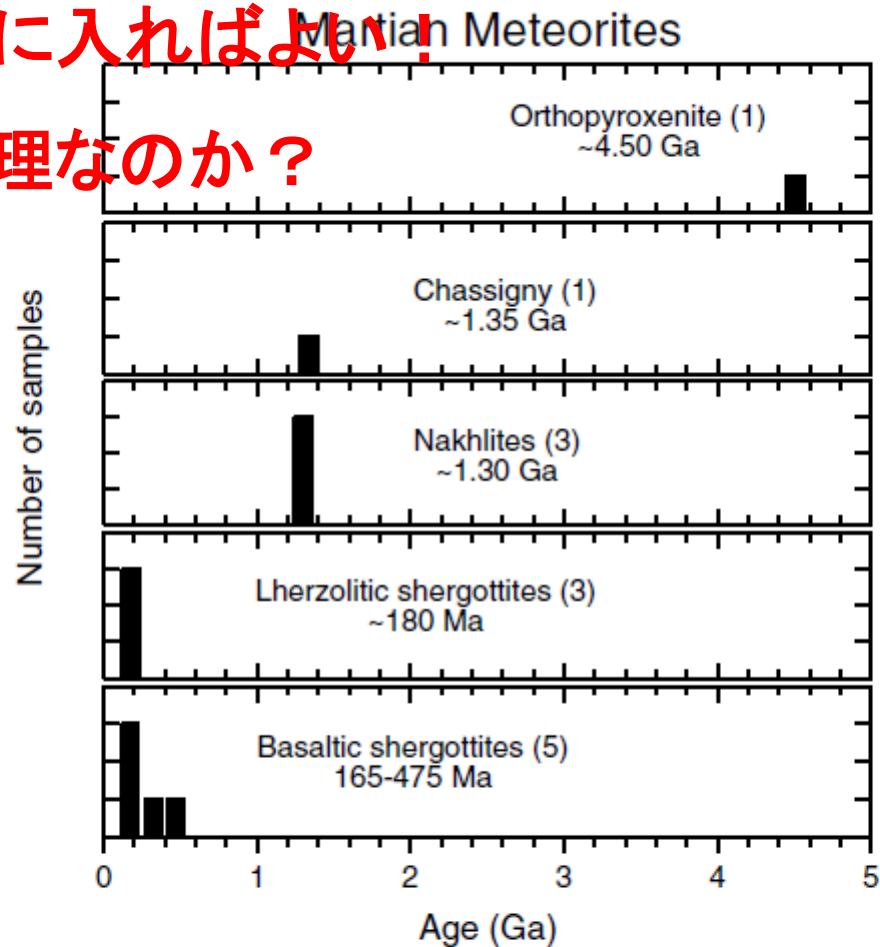 に入ればよい！
Martian Meteorites
理なのか？
Orthopyroxenite (1)
~4.50 Ga
Chassigny (1)
~1.35 Ga
Nakhlites (3)
~1.30 Ga
Lherzolitic shergottites (3)
~180 Ma
Basaltic shergottites (5)
165-475 Ma
Number of samples
0 1 2 3 4 5
Age (Ga)